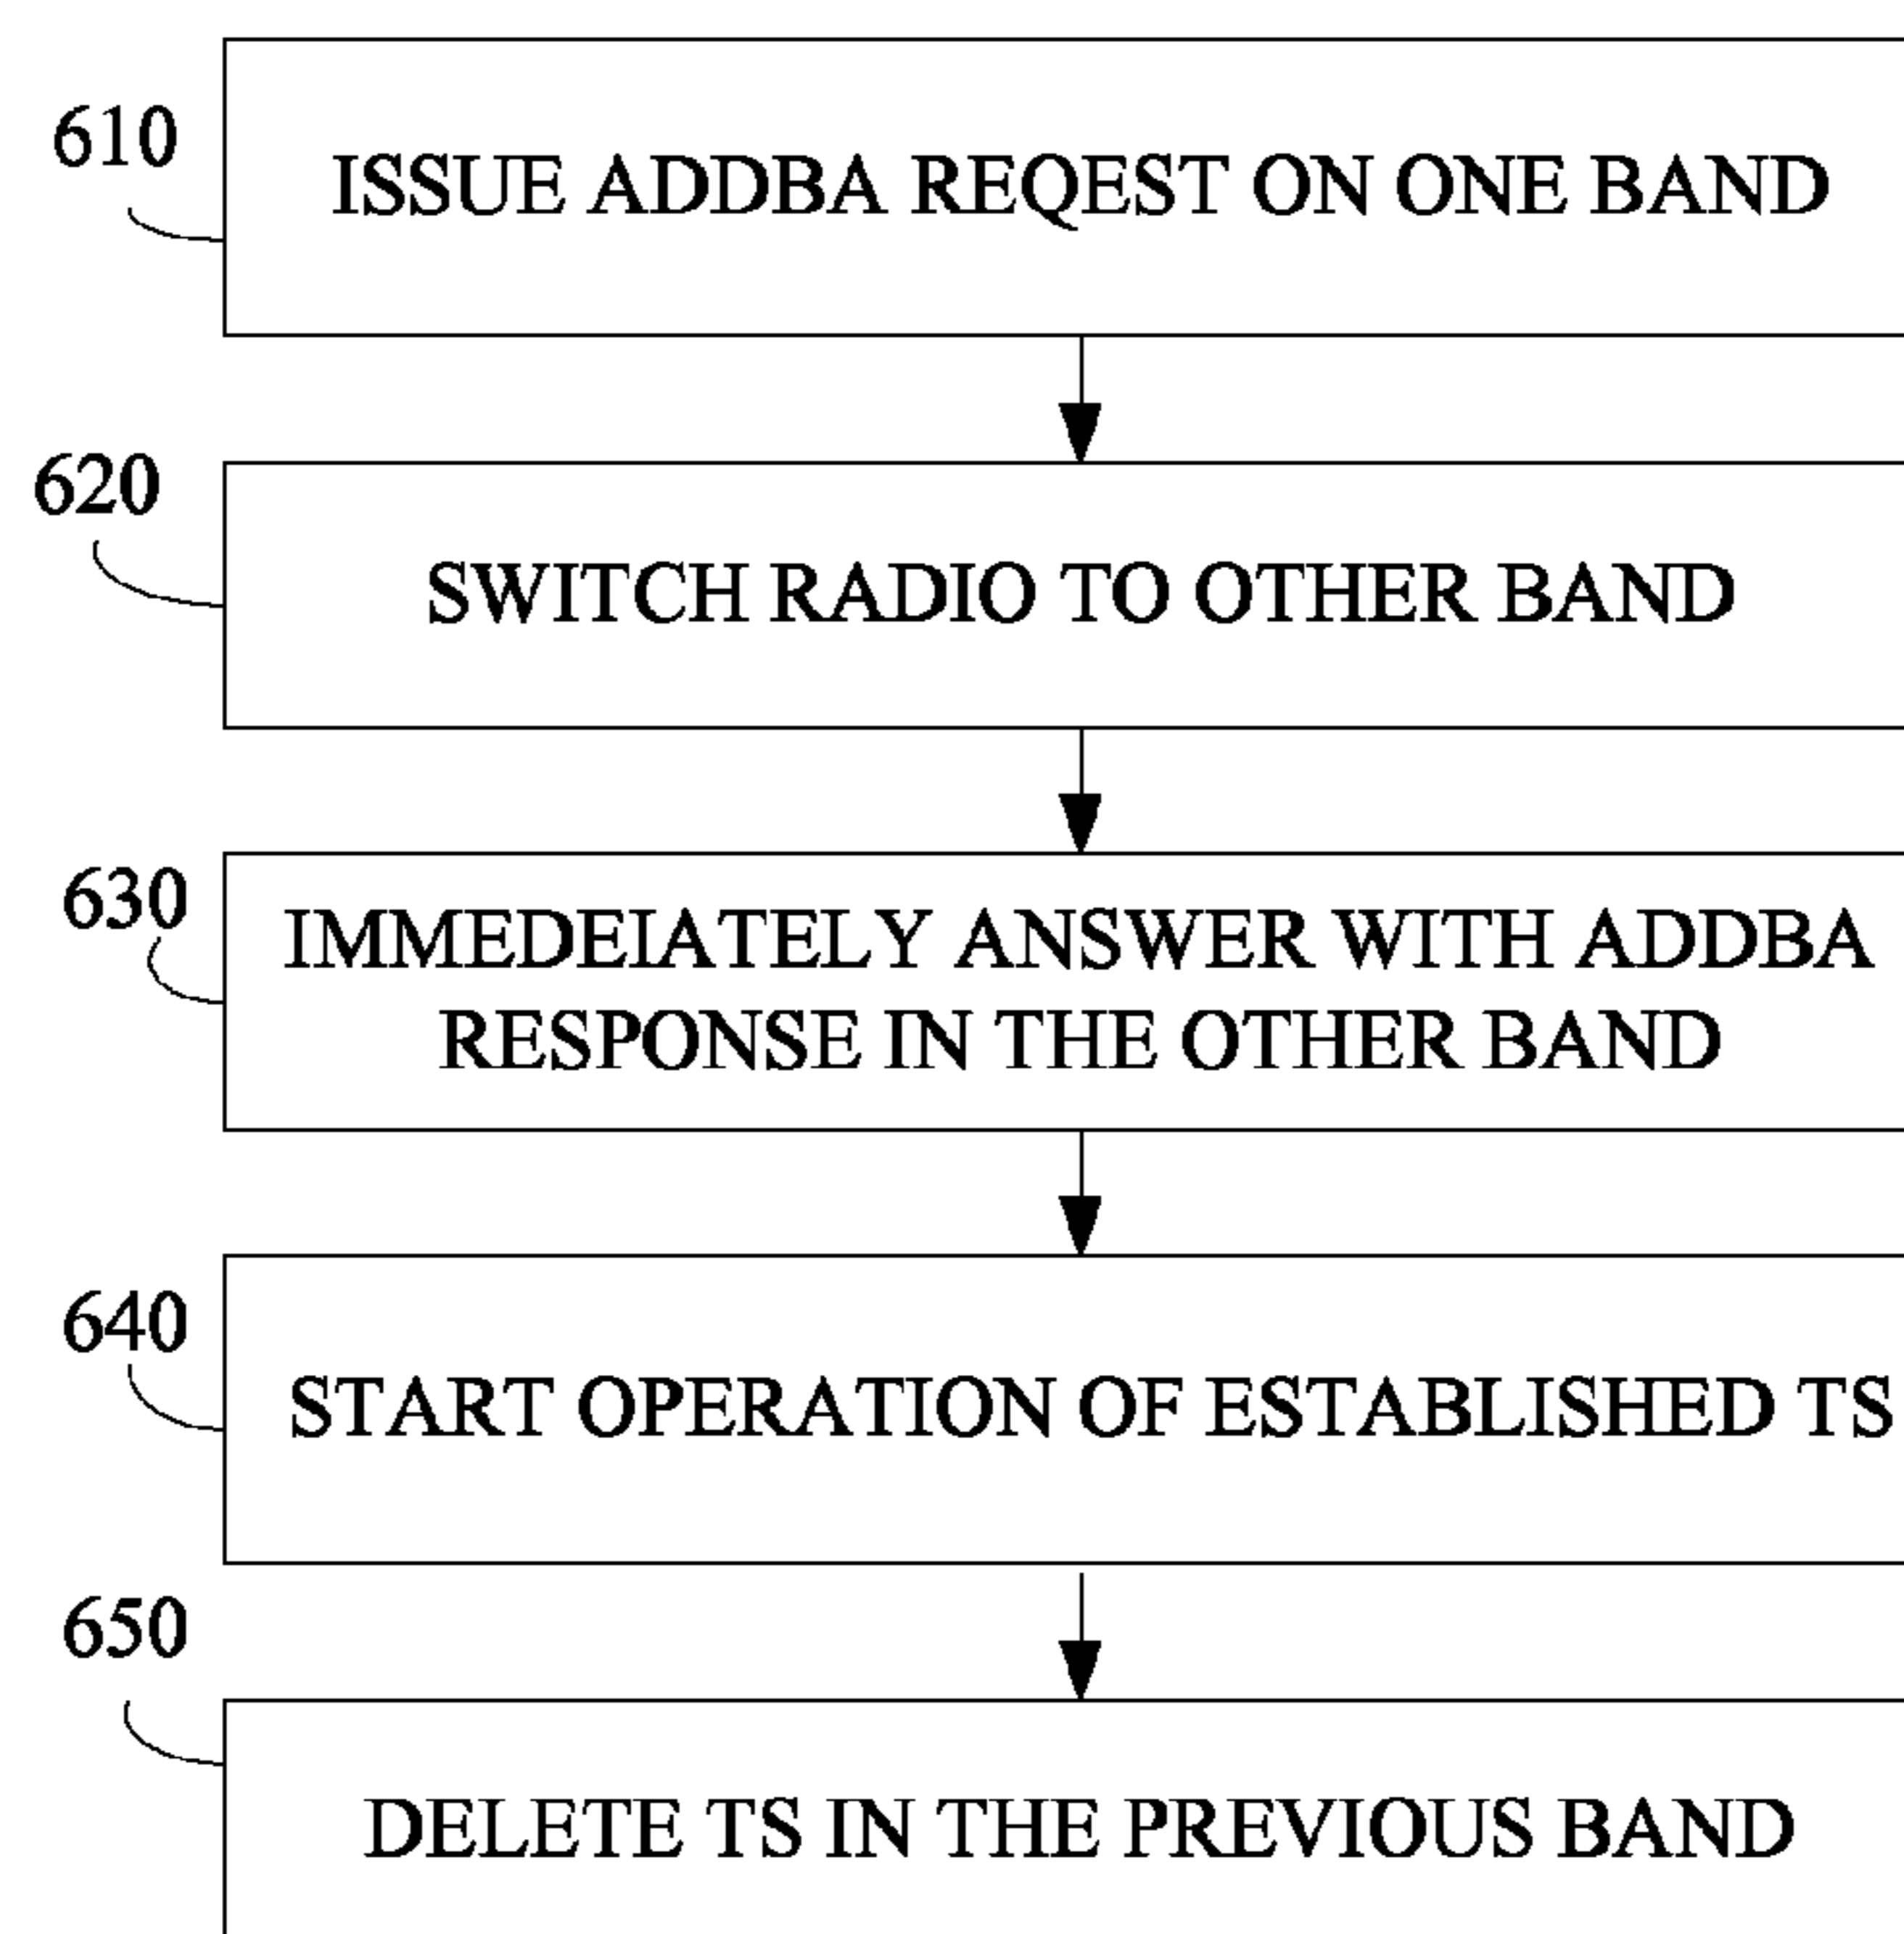 610
ISSUE ADDBA REQEST ON ONE BAND
620
SWITCH RADIO TO OTHER BAND
630
IMMEDEIATELY ANSWER WITH ADDBA
RESPONSE IN THE OTHER BAND
640
START OPERATION OF ESTABLISHED TS
650
DELETE TS IN THE PREVIOUS BAND